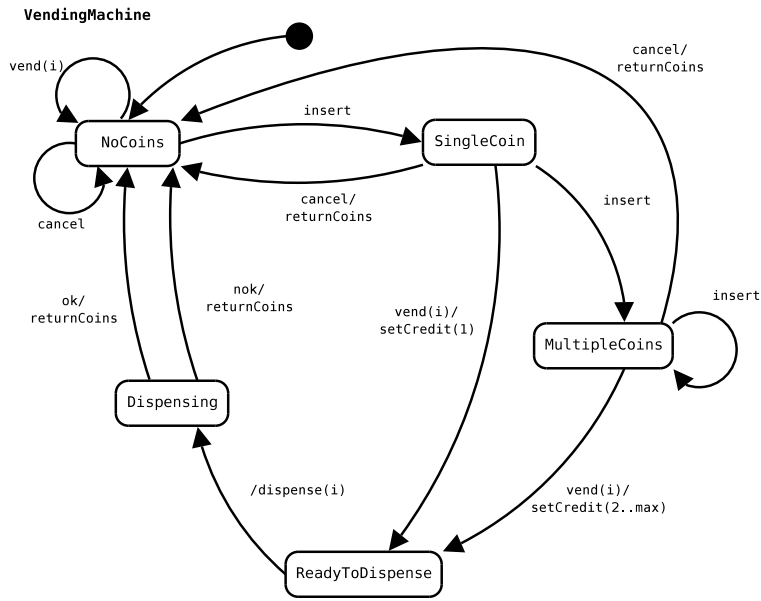 VendingMachine
cancel/
returnCoins
vend(i)
insert
NoCoins
SingleCoin
cancel/
returnCoins
insert
cancel
nok/
returnCoins
ok/
returnCoins
vend(i)/
setCredit(1)
insert
MultipleCoins
Dispensing
/dispense(i)
vend(i)/
setCredit(2..max)
ReadyToDispense